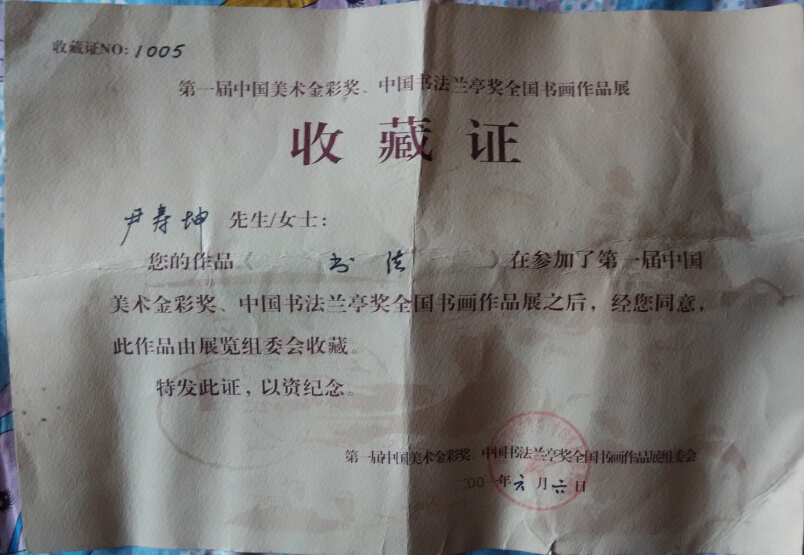 收藏证NO:1005
第一届中国美术金彩奖、中国书法兰亭奖全国书画作品展
收藏证
尹寿坤 先生/女士:
您的作品《 书法 》在参加了第一届中国
美术金彩奖、中国书法兰亭奖全国书画作品展之后，经您同意，
此作品由展览组委会收藏。
特发此证，以资纪念。
第一届中国美术金彩奖、中国书法兰亭奖全国书画作品展组委会
二00一年六月六日